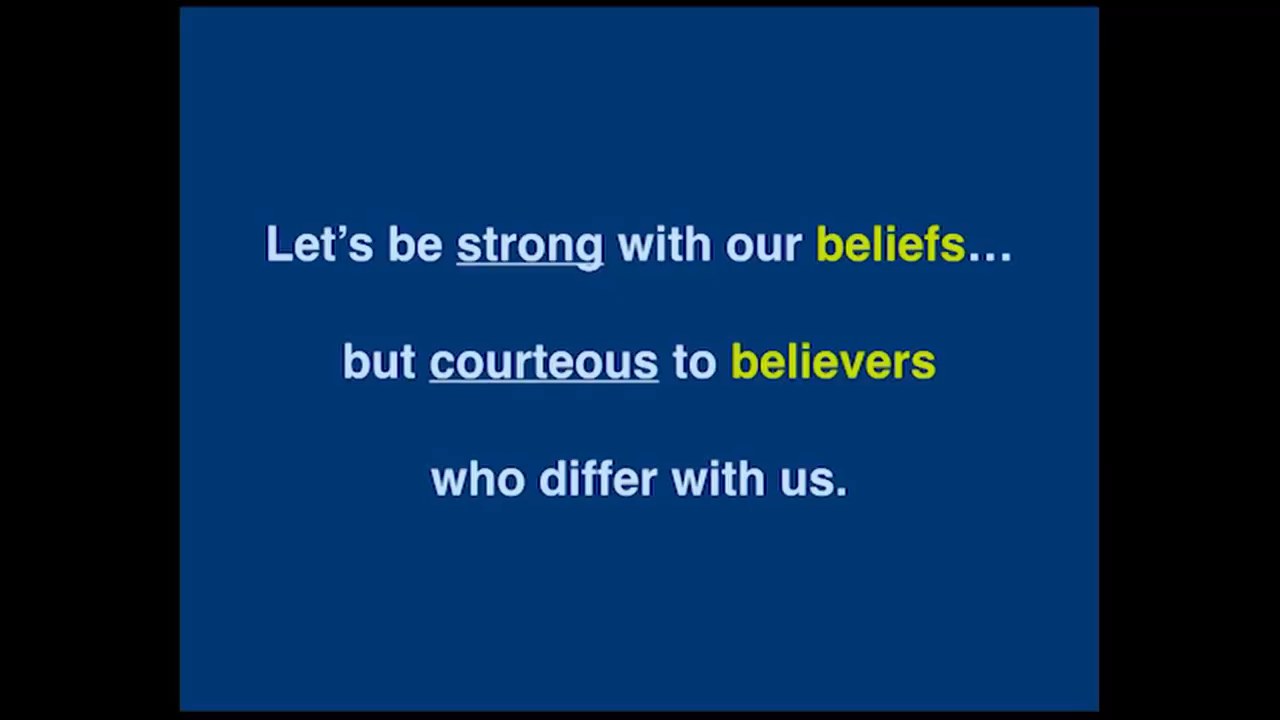 Let’s be strong with our beliefs…
but courteous to believers
who differ with us.